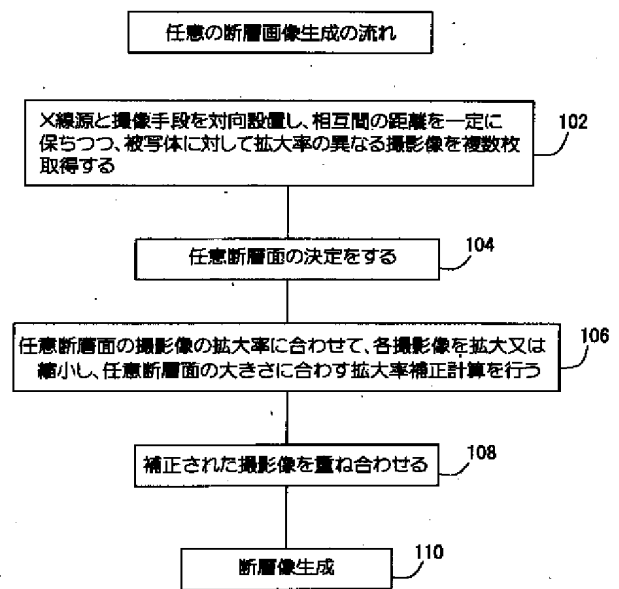 任意の断層画像生成の流れ
X線源と撮像手段を対向設置し、相互間の距離を一定に
保ちつつ、被写体に対して拡大率の異なる撮影像を複数枚
取得する
102
任意断層面の決定をする
104
任意断層面の撮影像の拡大率に合わせて、各撮影像を拡大又は
縮小し、任意断層面の大きさに合わす拡大率補正計算を行う
106
補正された撮影像を重ね合わせる
108
断層像生成
110